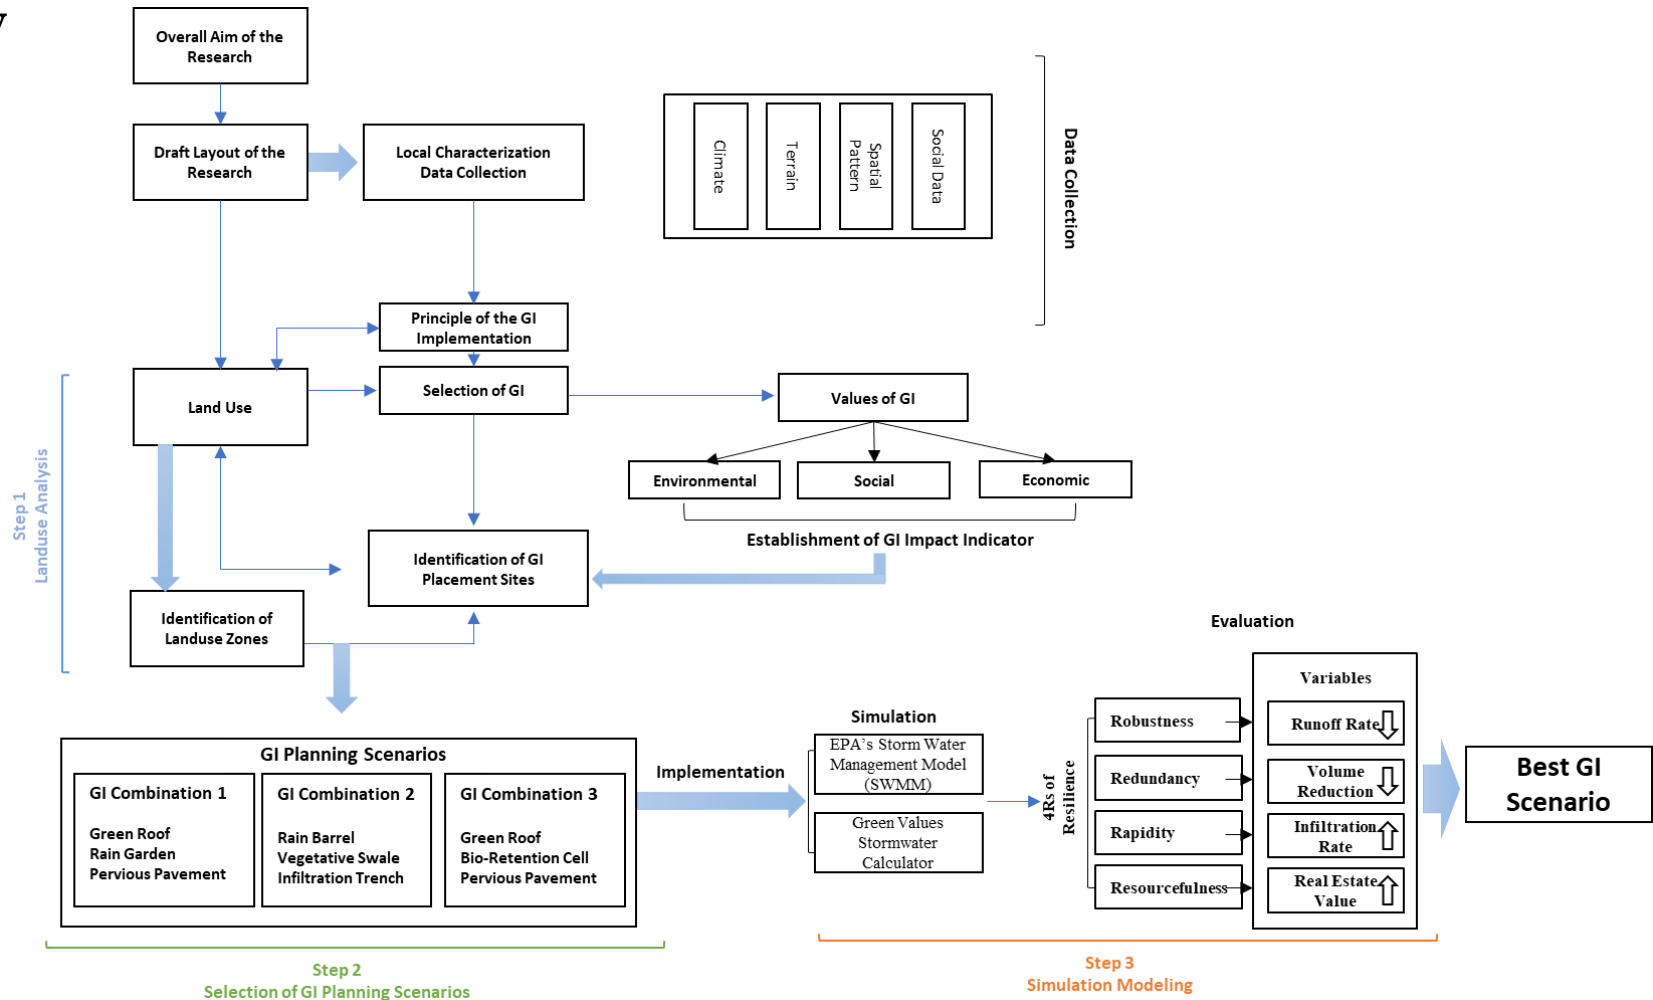 y
Overall Aim of the
Research
Draft Layout of the
Research
Local Characterization
Data Collection
Climate
Terrain
Spatial
Pattern
Social Data
Data Collection
Principle of the GI
Implementation
Land Use
Selection of GI
Values of GI
Environmental
Social
Economic
Establishment of GI Impact Indicator
Step 1
Landuse Analysis
Identification of GI
Placement Sites
Identification of
Landuse Zones
GI Planning Scenarios
GI Combination 1
Green Roof
Rain Garden
Pervious Pavement
GI Combination 2
Rain Barrel
Vegetative Swale
Infiltration Trench
GI Combination 3
Green Roof
Bio-Retention Cell
Pervious Pavement
Step 2
Selection of GI Planning Scenarios
Implementation
Simulation
EPA's Storm Water
Management Model
(SWMM)
Green Values
Stormwater
Calculator
4Rs of
Resilience
Robustness
Redundancy
Rapidity
Resourcefulness
Evaluation
Variables
Runoff Rate
Volume
Reduction
Infiltration
Rate
Real Estate
Value
Best GI
Scenario
Step 3
Simulation Modeling